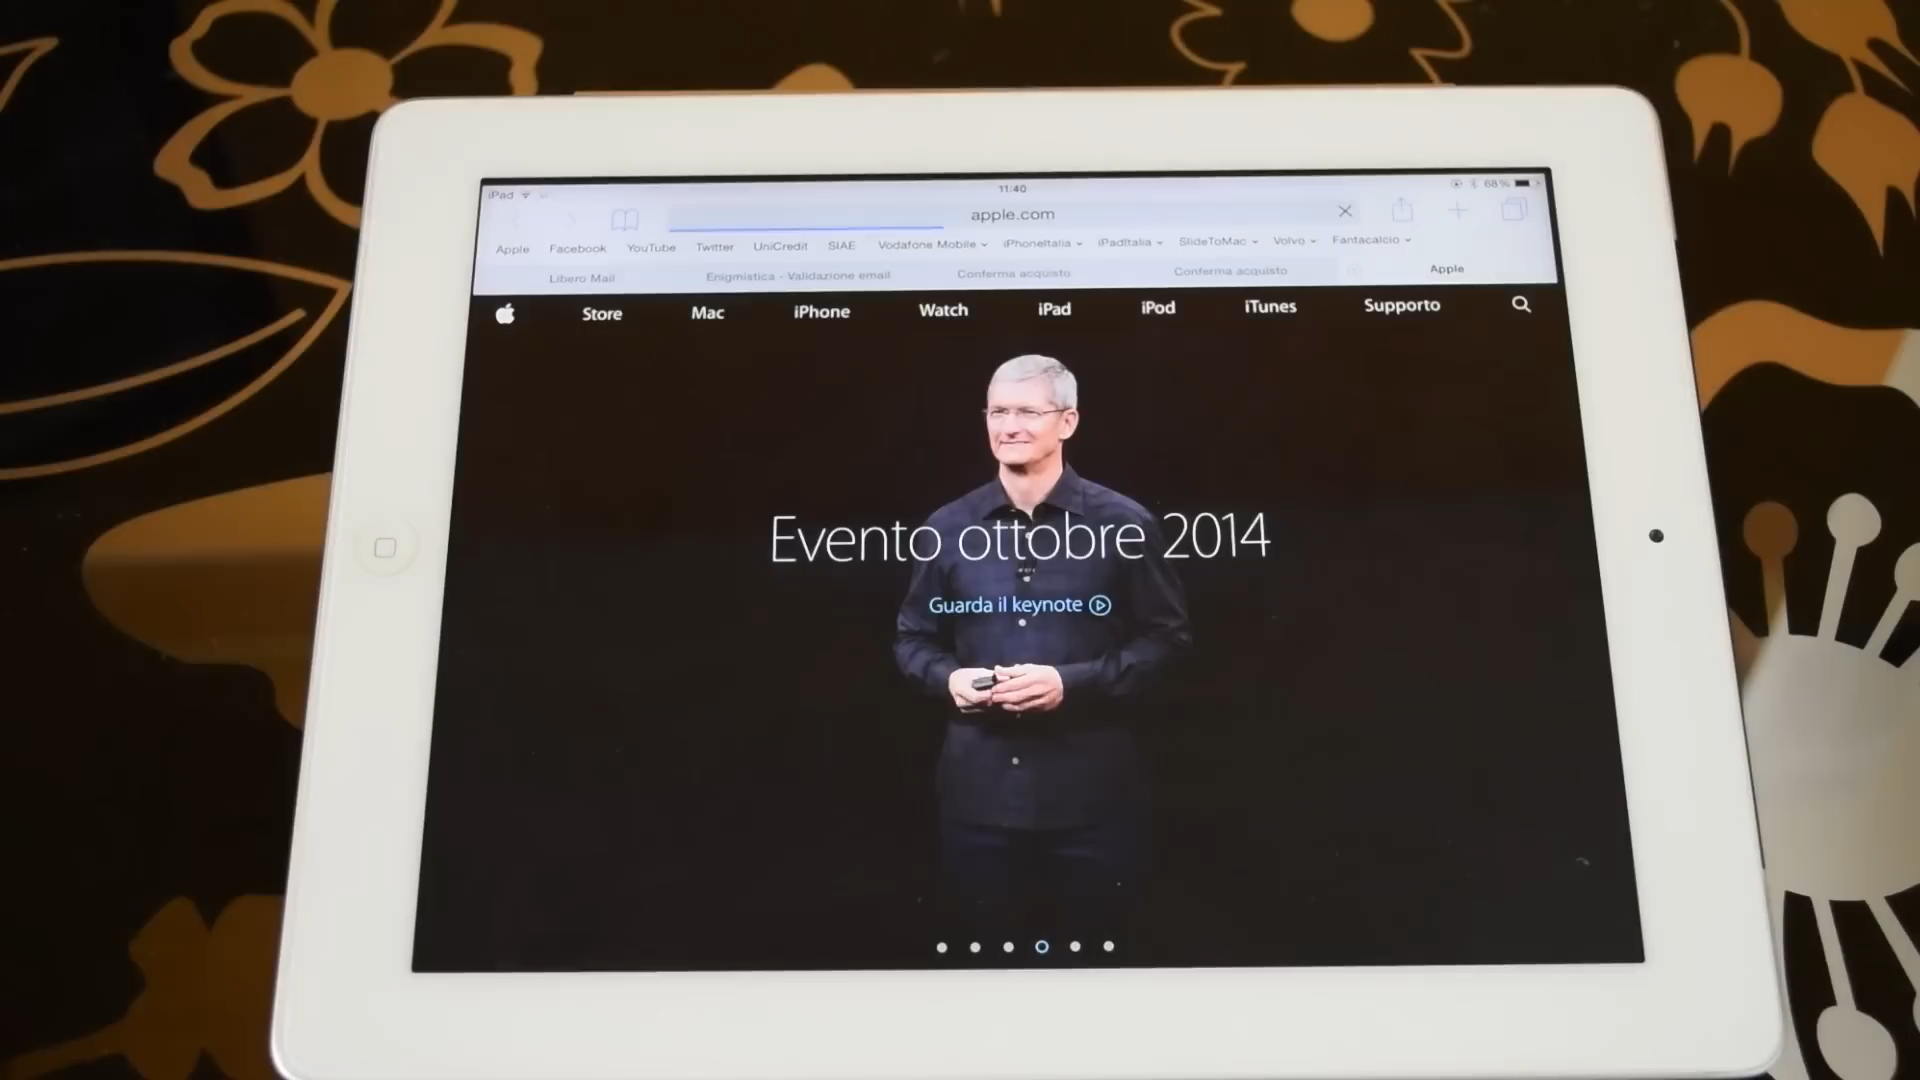 iPad 11:40 68%
apple.com
Apple Facebook YouTube Twitter UniCredit SIAE Vodafone Mobile iPhoneItalia iPadItalia SlideToMac Volvo Fantacalcio
Libero Mail Enigmistica - Validazione email Conferma acquisto Conferma acquisto Apple
Store Mac iPhone Watch iPad iPod iTunes Supporto
Evento ottobre 2014
Guarda il keynote